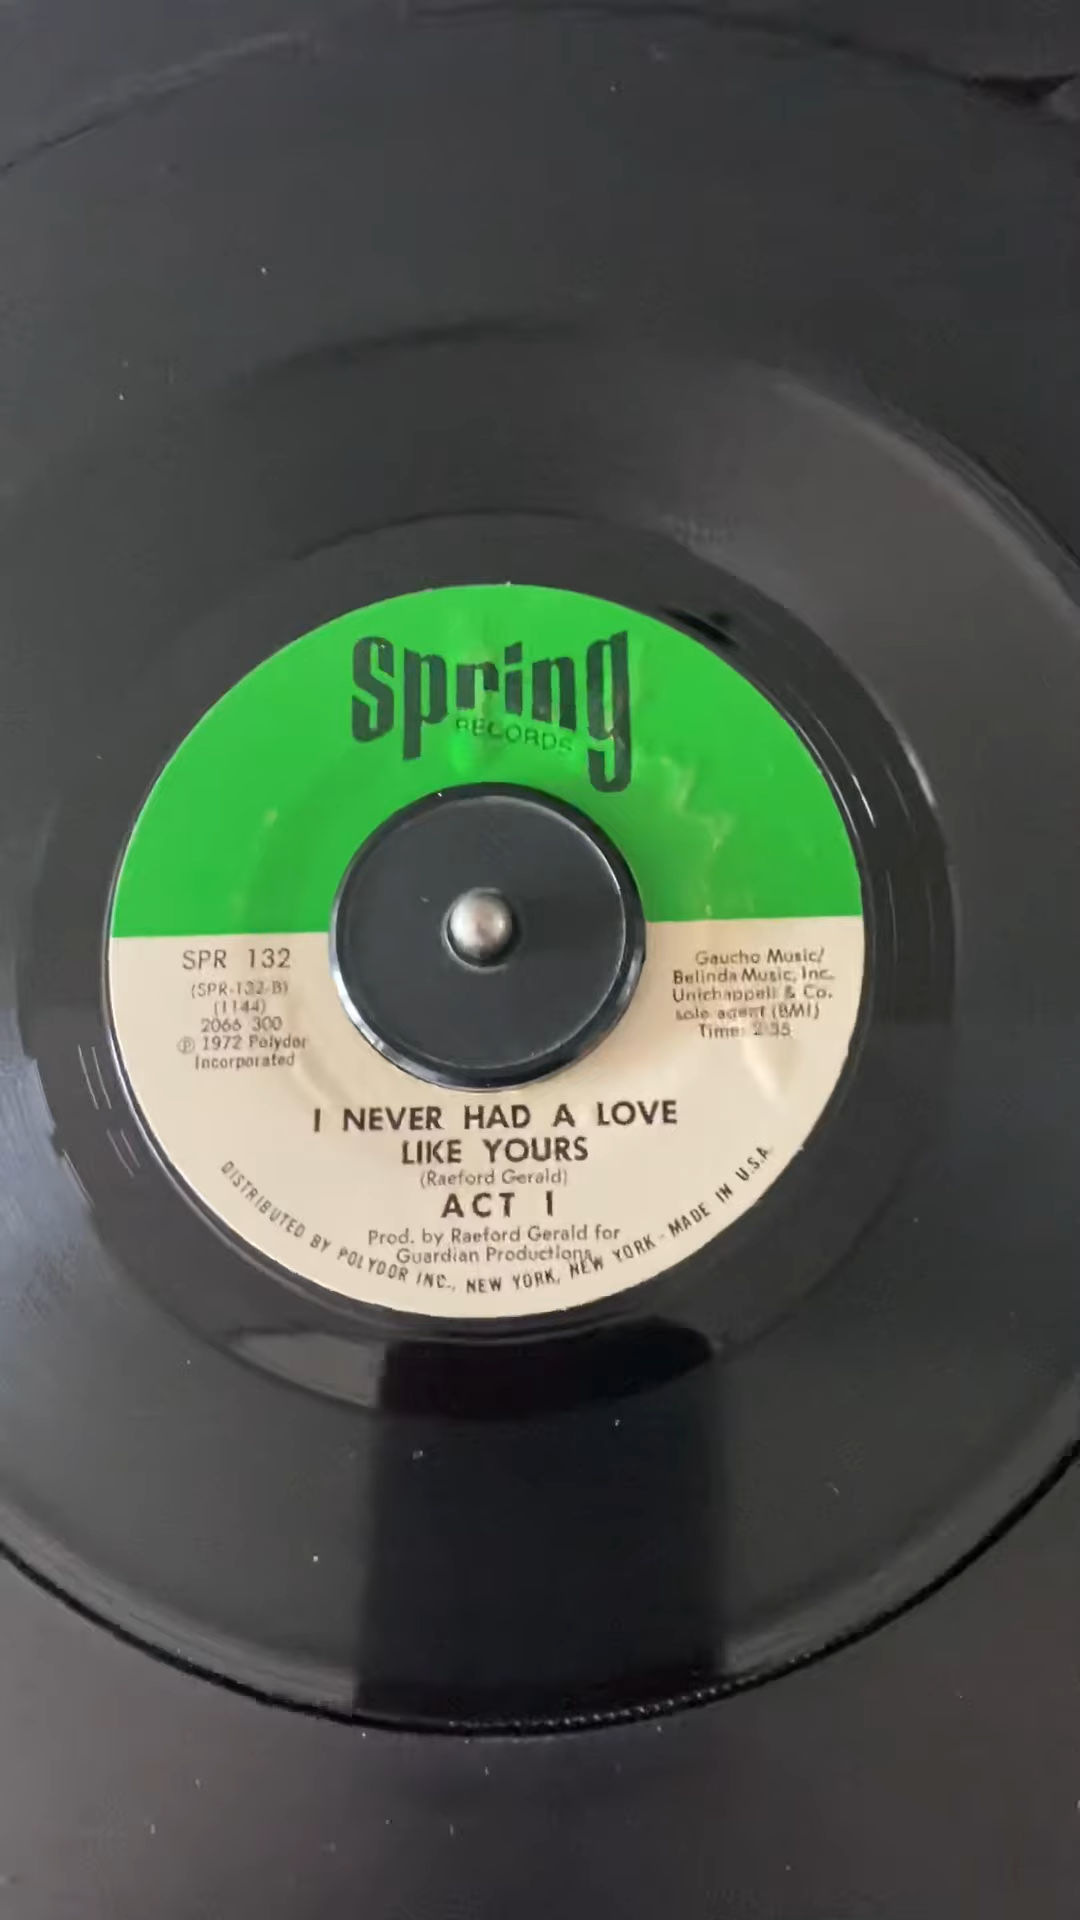 Spring
RECORDS
SPR 132
(SPR-132-B)
(1144)
2066 300
℗ 1972 Polydor
Incorporated
Gaucho Music/
Belinda Music, Inc.
Unichappell & Co.
sole agent (BMI)
Time: 2:35
I NEVER HAD A LOVE
LIKE YOURS
(Raeford Gerald)
ACT I
Prod. by Raeford Gerald for
Guardian Productions
DISTRIBUTED BY POLYDOR INC., NEW YORK, NEW YORK - MADE IN U.S.A.